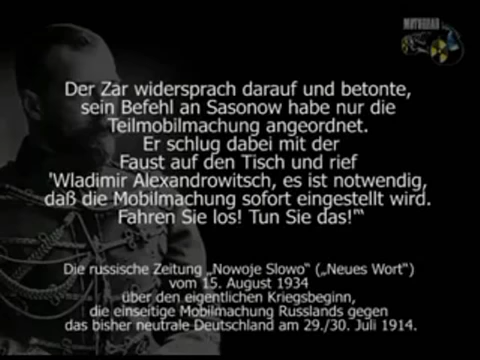 MOTHGEAR
Der Zar widersprach darauf und betonte,
sein Befehl an Sasonow habe nur die
Teilmobilmachung angeordnet.
Er schlug dabei mit der
Faust auf den Tisch und rief
'Wladimir Alexandrowitsch, es ist notwendig,
daß die Mobilmachung sofort eingestellt wird.
Fahren Sie los! Tun Sie das!'“
Die russische Zeitung „Nowoje Slowo“ („Neues Wort“)
vom 15. August 1934
über den eigentlichen Kriegsbeginn,
die einseitige Mobilmachung Russlands gegen
das bisher neutrale Deutschland am 29./30. Juli 1914.